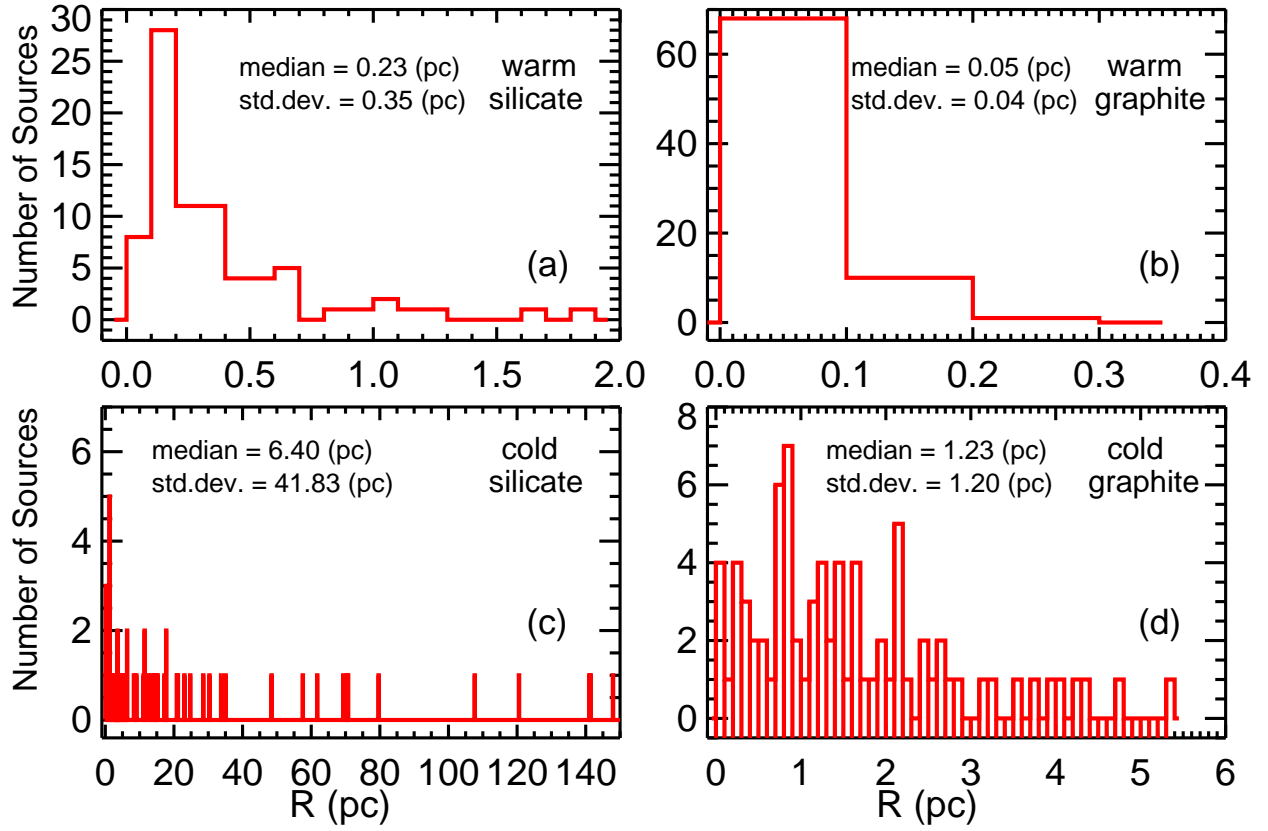 30
25
20
15
10
5
0
Number of Sources
median = 0.23 (pc) warm
std.dev. = 0.35 (pc) silicate
(a)
0.0 0.5 1.0 1.5 2.0
60
40
20
0
median = 0.05 (pc) warm
std.dev. = 0.04 (pc) graphite
(b)
0.0 0.1 0.2 0.3 0.4
6
4
2
0
Number of Sources
median = 6.40 (pc) cold
std.dev. = 41.83 (pc) silicate
(c)
0 20 40 60 80 100 120 140
R (pc)
8
6
4
2
0
median = 1.23 (pc) cold
std.dev. = 1.20 (pc) graphite
(d)
0 1 2 3 4 5 6
R (pc)